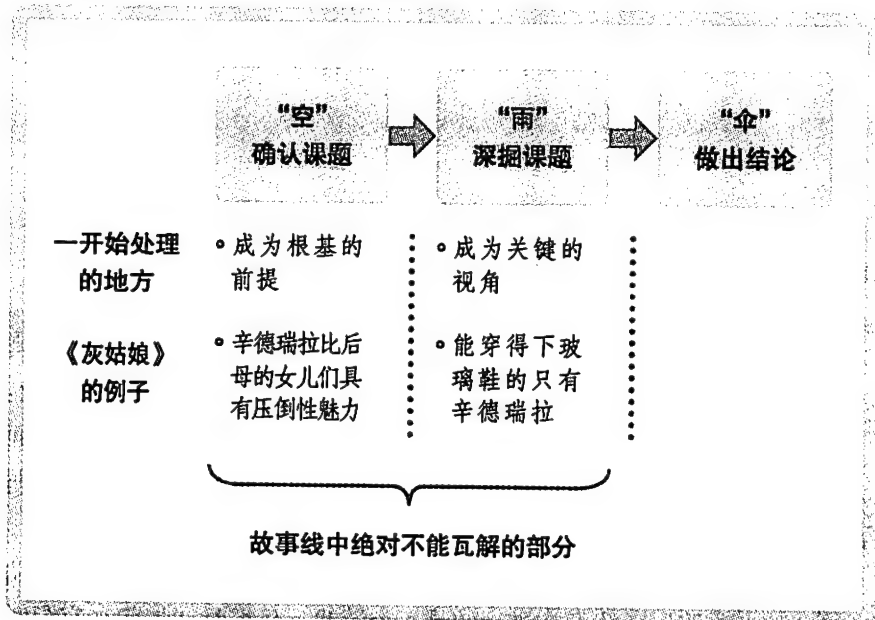 “空”
确认课题
“雨”
深掘课题
“伞”
做出结论
一开始处理
的地方
• 成为根基的
前提
• 成为关键的
视角
《灰姑娘》
的例子
• 辛德瑞拉比后
母的女儿们具
有压倒性魅力
• 能穿得下玻
璃鞋的只有
辛德瑞拉
故事线中绝对不能瓦解的部分